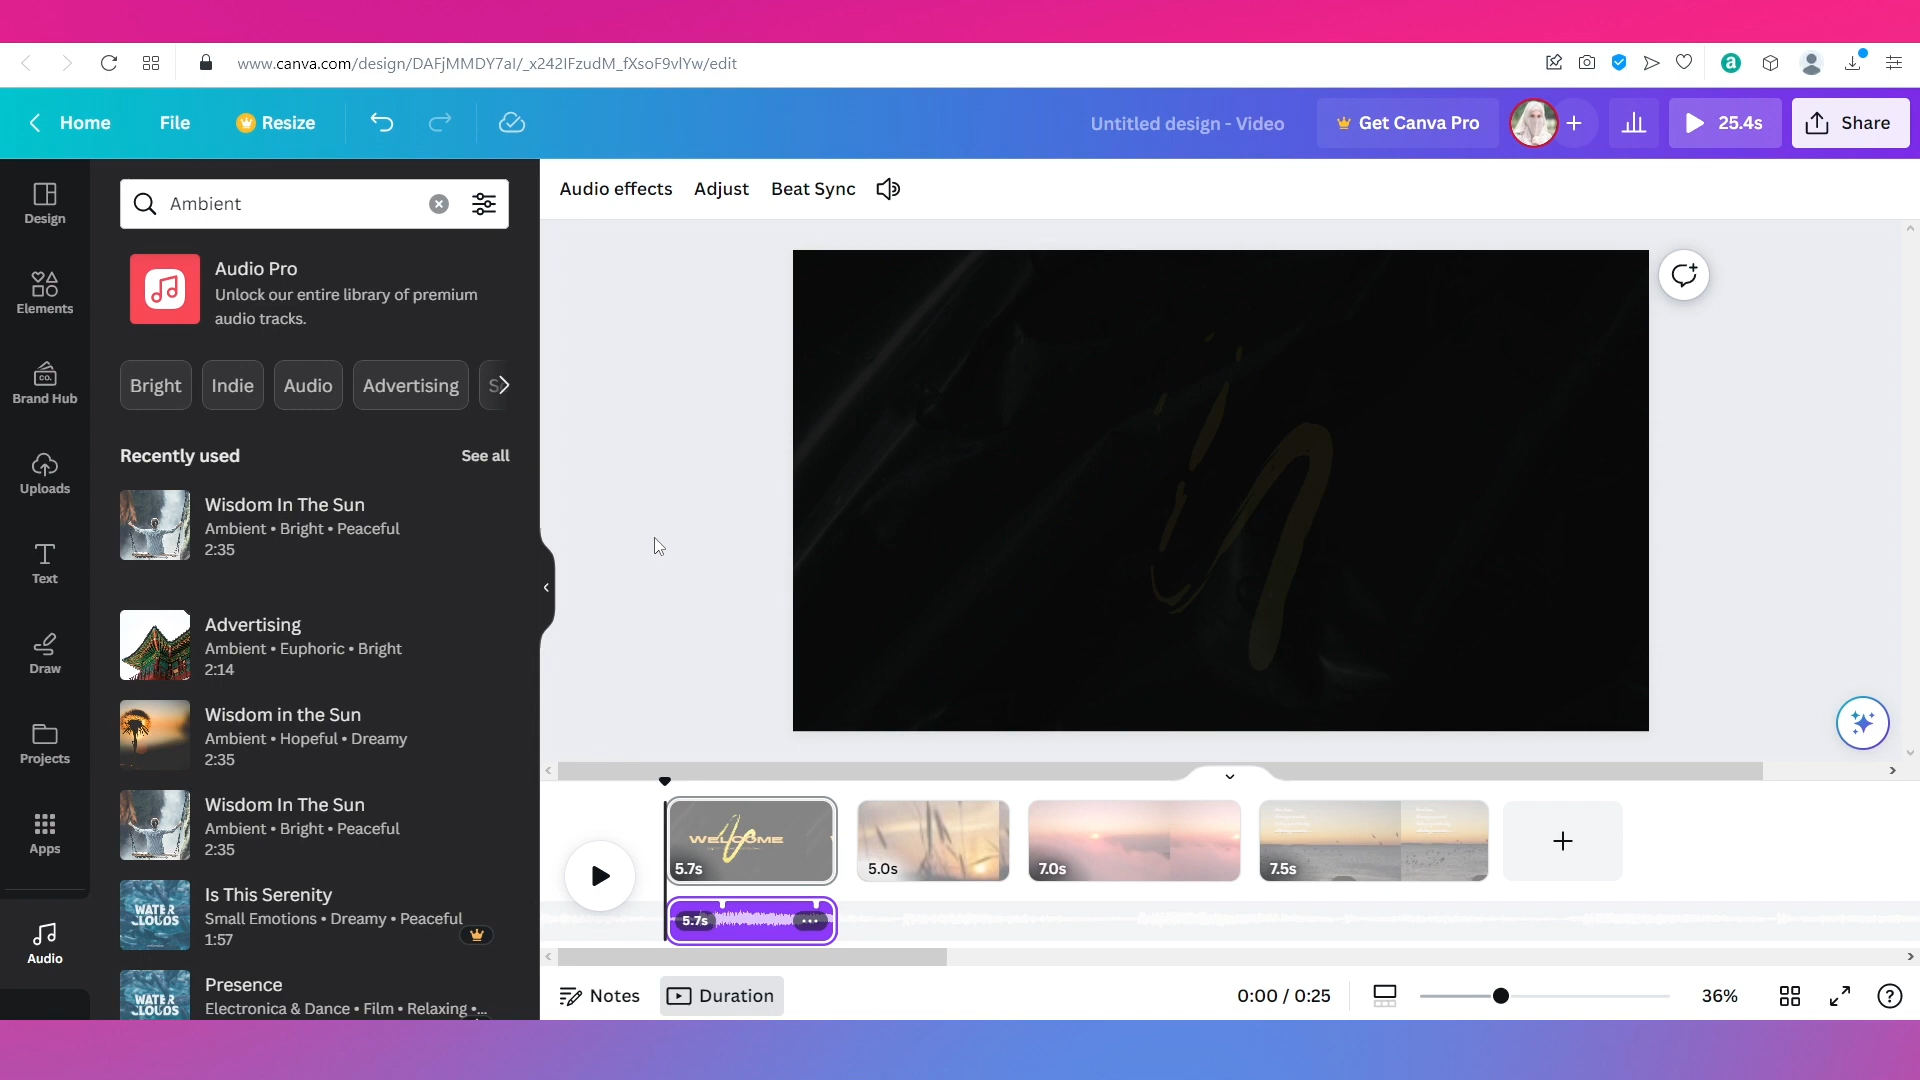 www.canva.com/design/DAFjMMDY7aI/_x242IFzudM_fXsoF9vlYw/edit
Home
File
Resize
Untitled design - Video
Get Canva Pro
25.4s
Share
Design
Elements
Brand Hub
Uploads
Text
Draw
Projects
Apps
Audio
Ambient
Audio Pro
Unlock our entire library of premium
audio tracks.
Bright
Indie
Audio
Advertising
Recently used
See all
Wisdom In The Sun
Ambient • Bright • Peaceful
2:35
Advertising
Ambient • Euphoric • Bright
2:14
Wisdom in the Sun
Ambient • Hopeful • Dreamy
2:35
Wisdom In The Sun
Ambient • Bright • Peaceful
2:35
WATER
CLOUDS
Is This Serenity
Small Emotions • Dreamy • Peaceful
1:57
WATER
CLOUDS
Presence
Electronica & Dance • Film • Relaxing •...
Audio effects
Adjust
Beat Sync
WELCOME
5.7s
5.0s
7.0s
7.5s
5.7s
Notes
Duration
0:00 / 0:25
36%